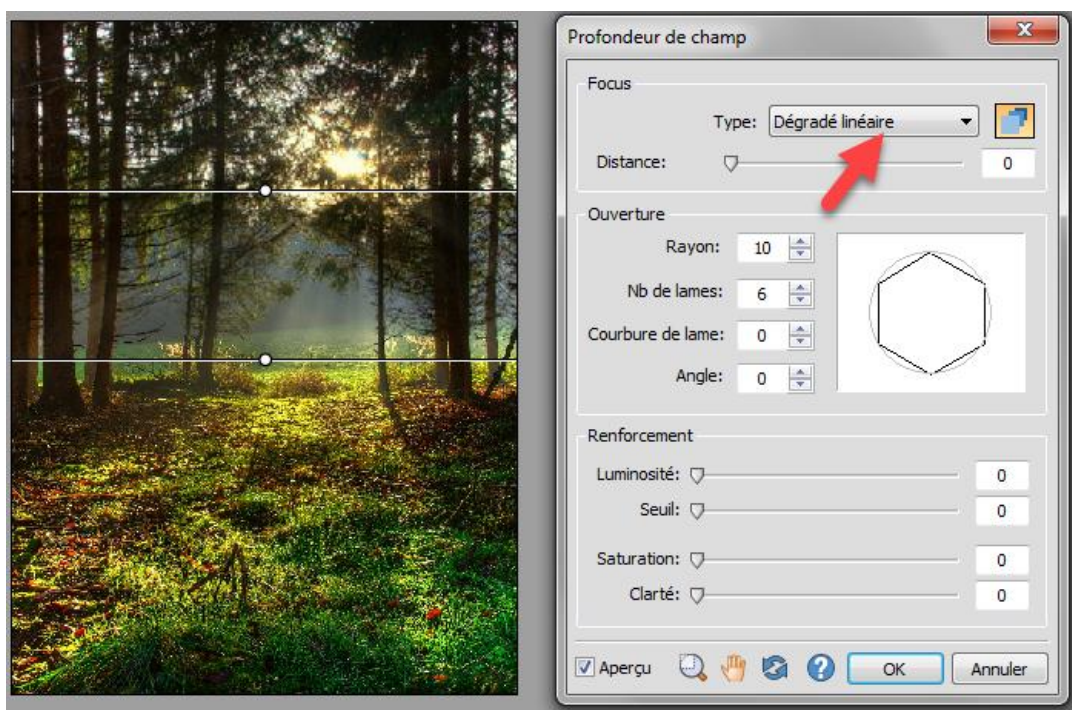 Profondeur de champ
Focus
Type: Dégradé linéaire
Distance: 0
Ouverture
Rayon: 10
Nb de lames: 6
Courbure de lame: 0
Angle: 0
Renforcement
Luminosité: 0
Seuil: 0
Saturation: 0
Clarté: 0
Aperçu ? OK Annuler